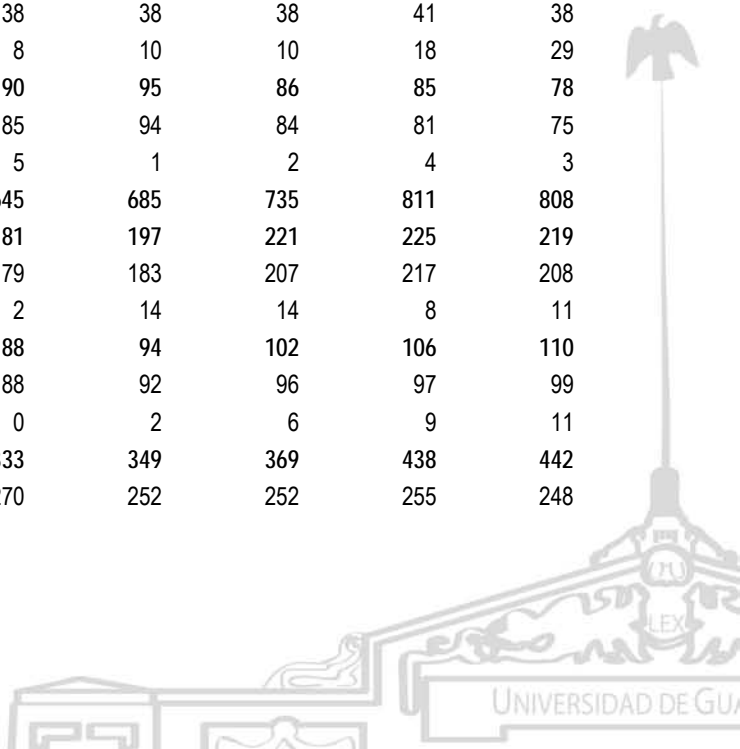 38 38 38 41 38
8 10 10 18 29
90 95 86 85 78
85 94 84 81 75
5 1 2 4 3
45 685 735 811 808
81 197 221 225 219
79 183 207 217 208
2 14 14 8 11
88 94 102 106 110
88 92 96 97 99
0 2 6 9 11
33 349 369 438 442
70 252 252 255 248
LEX
UNIVERSIDAD DE GUA